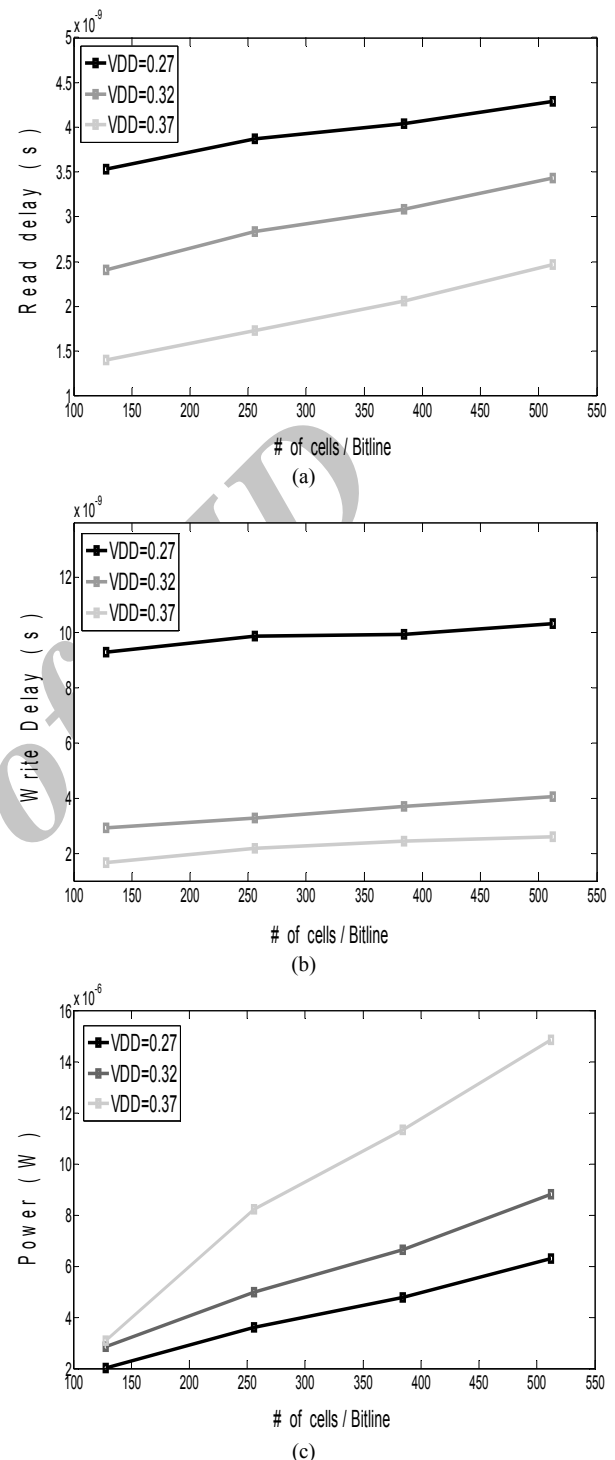 x 10^-9
5
4.5
4
3.5
3
2.5
2
1.5
1
VDD=0.27
VDD=0.32
VDD=0.37
Read delay (s)
100 150 200 250 300 350 400 450 500 550
# of cells / Bitline
(a)
x 10^-9
12
10
8
6
4
2
VDD=0.27
VDD=0.32
VDD=0.37
Write Delay (s)
100 150 200 250 300 350 400 450 500 550
# of cells / Bitline
(b)
x 10^-6
16
14
12
10
8
6
4
2
VDD=0.27
VDD=0.32
VDD=0.37
Power (W)
100 150 200 250 300 350 400 450 500 550
# of cells / Bitline
(c)
of